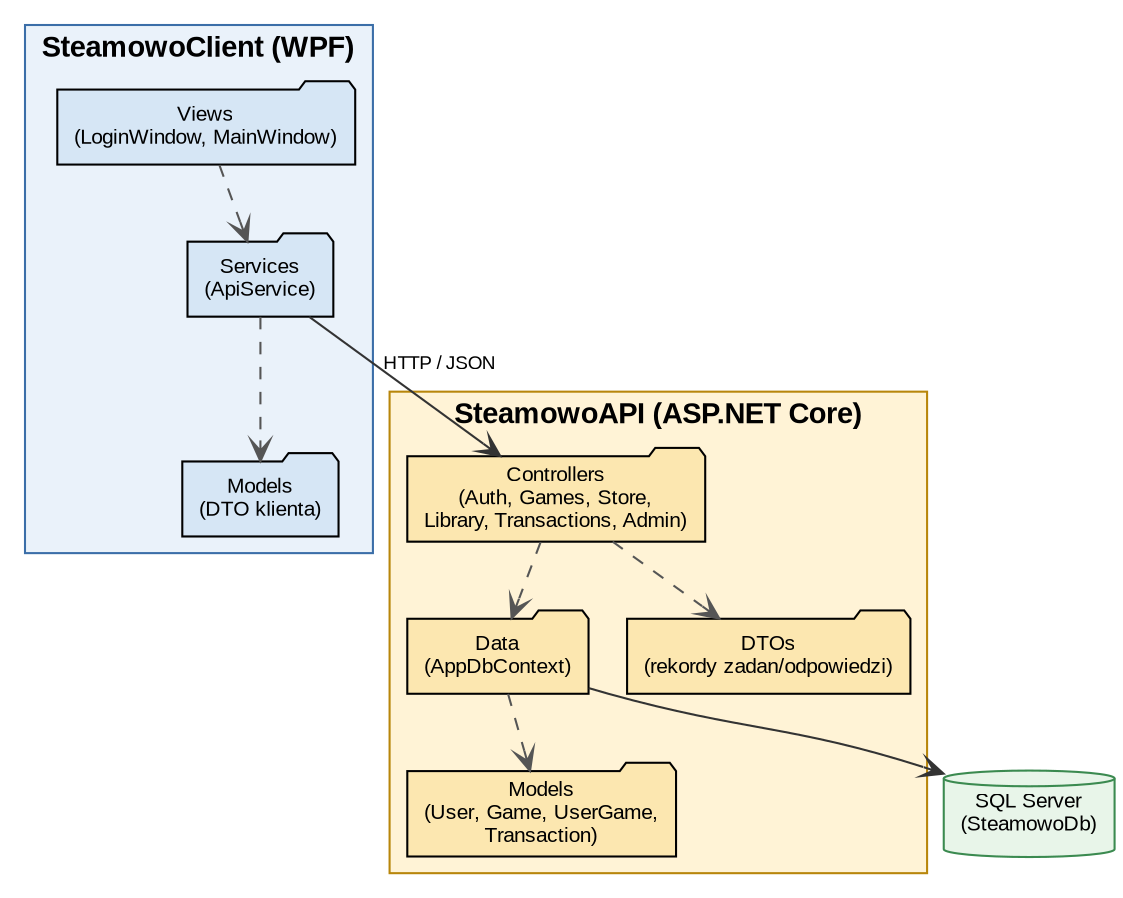 SteamowoClient (WPF)
Views
(LoginWindow, MainWindow)
Services
(ApiService)
HTTP / JSON
Models
(DTO klienta)
SteamowoAPI (ASP.NET Core)
Controllers
(Auth, Games, Store,
Library, Transactions, Admin)
Data
(AppDbContext)
DTOs
(rekordy zadan/odpowiedzi)
Models
(User, Game, UserGame,
Transaction)
SQL Server
(SteamowoDb)